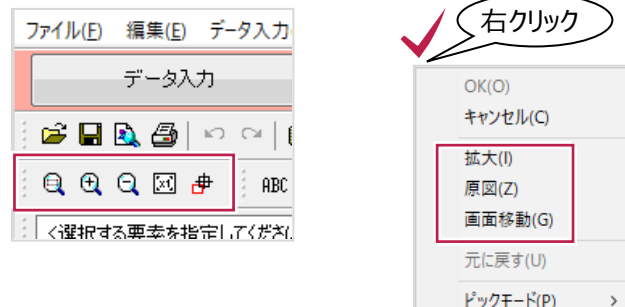 ファイル(F) 編集(E) データ入力
データ入力
ABC
<選択する要素を指定してください
右クリック
OK(O)
キャンセル(C)
拡大(I)
原図(Z)
画面移動(G)
元に戻す(U)
ピックモード(P) >